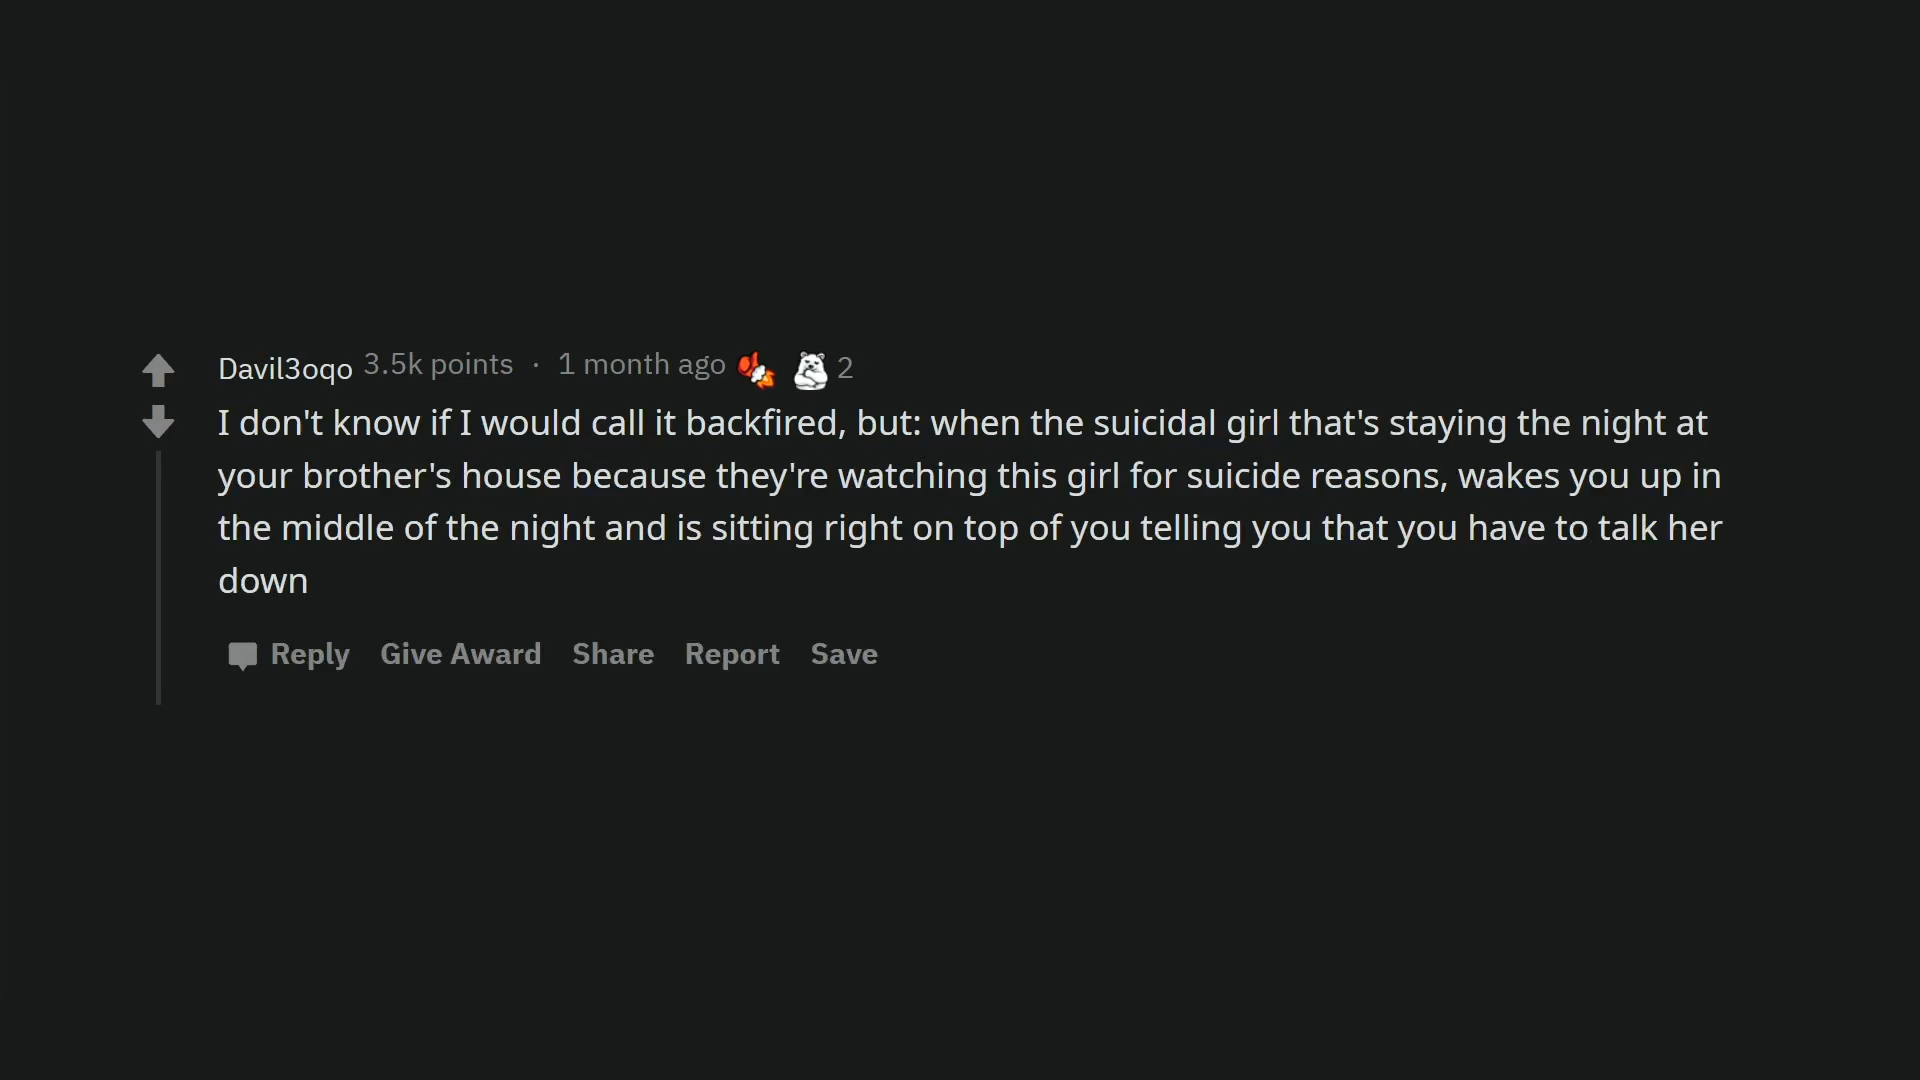 Davil3oqo 3.5k points · 1 month ago 2
I don't know if I would call it backfired, but: when the suicidal girl that's staying the night at
your brother's house because they're watching this girl for suicide reasons, wakes you up in
the middle of the night and is sitting right on top of you telling you that you have to talk her
down
Reply Give Award Share Report Save